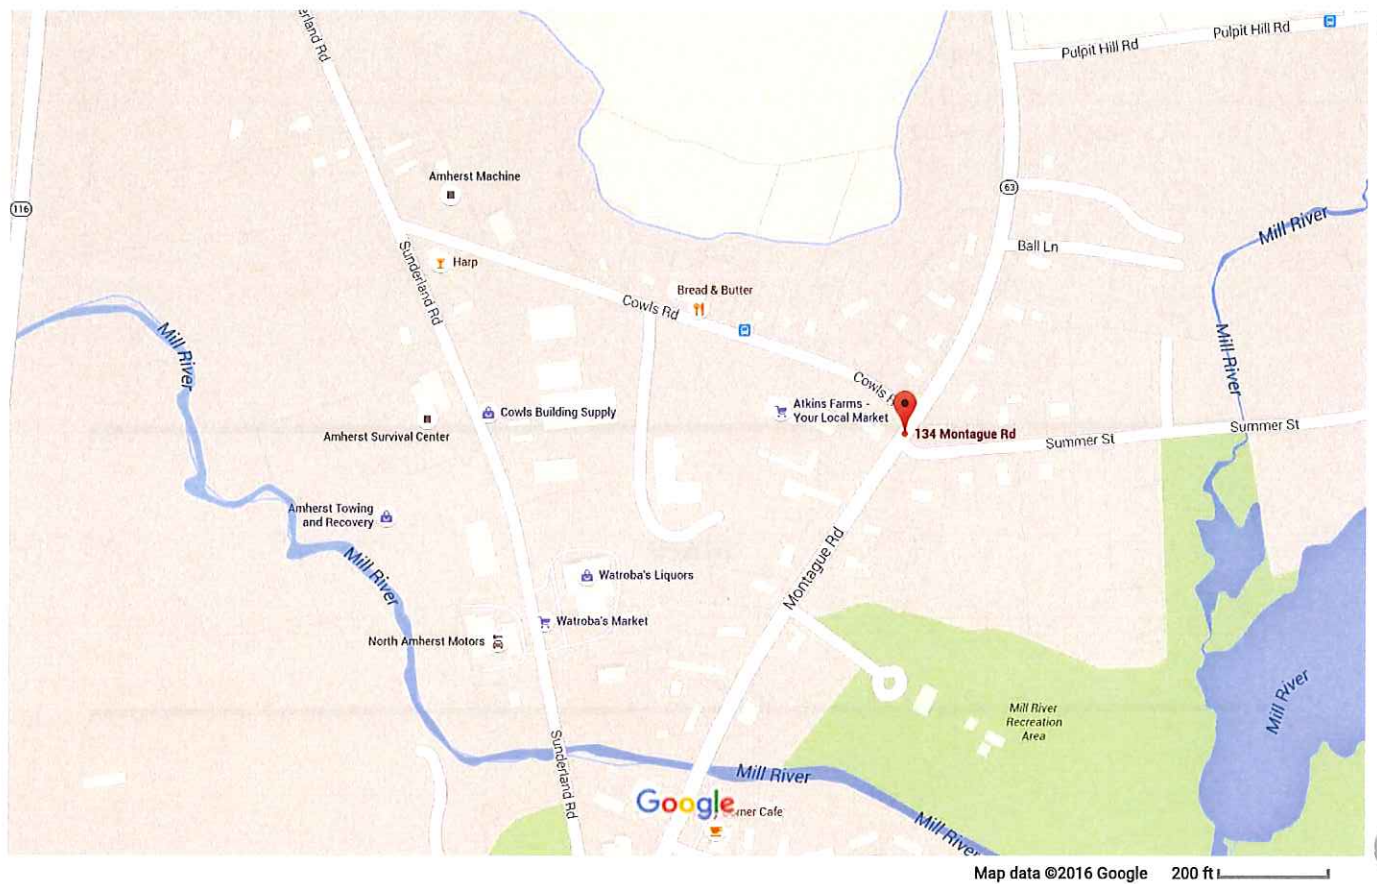 erland Rd
Pulpit Hill Rd
Pulpit Hill Rd
Amherst Machine
63
116
Mill River
Ball Ln
Sunderland Rd
Harp
Bread & Butter
Cowls Rd
Mill River
Mill River
Cowls R
Atkins Farms -
Your Local Market
Cowls Building Supply
Amherst Survival Center
134 Montague Rd
Summer St
Summer St
Amherst Towing
and Recovery
Mill River
Montague Rd
Watroba's Liquors
Watroba's Market
North Amherst Motors
Mill River
Recreation
Area
Mill River
Sunderland Rd
Mill River
Google
orner Cafe
Mill River
Map data ©2016 Google 200 ft